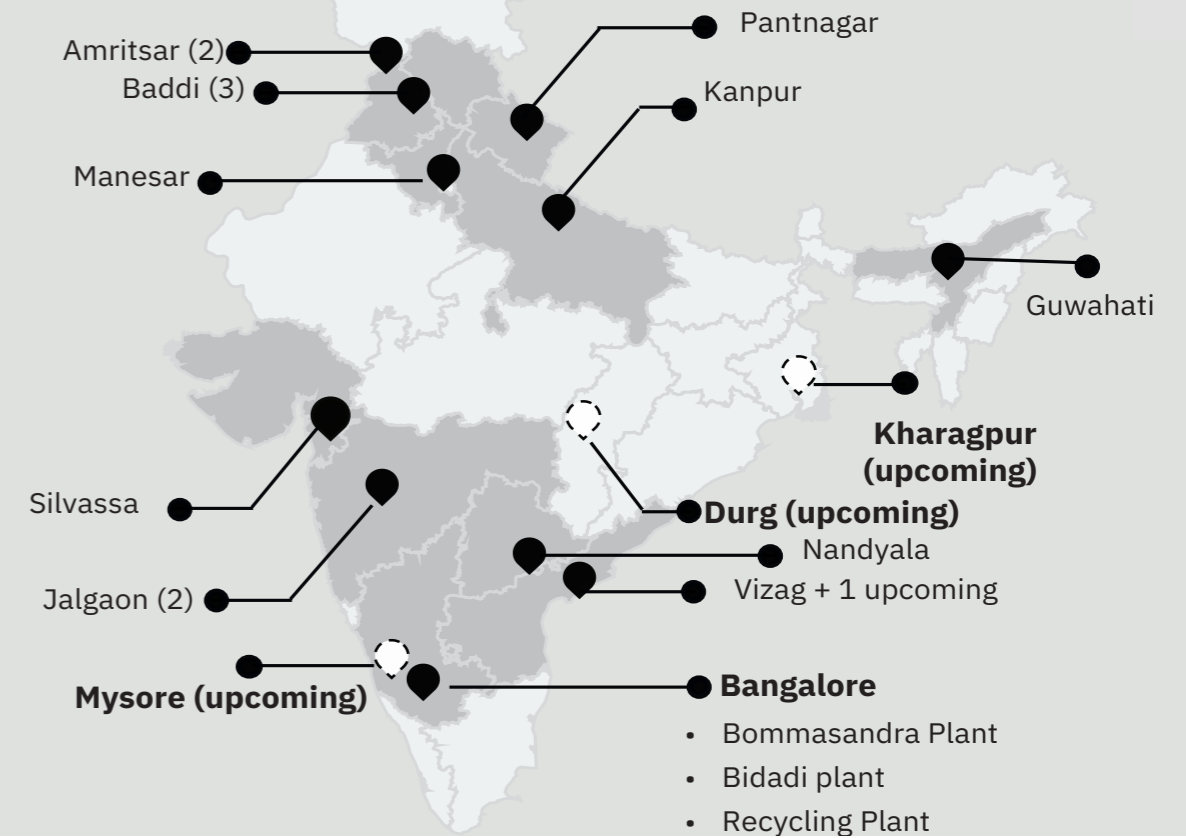 Pantnagar
Amritsar (2)
Baddi (3)
Kanpur
Manesar
Guwahati
Kharagpur
(upcoming)
Silvassa
Durg (upcoming)
Nandyala
Vizag + 1 upcoming
Jalgaon (2)
Mysore (upcoming)
Bangalore
• Bommasandra Plant
• Bidadi plant
• Recycling Plant